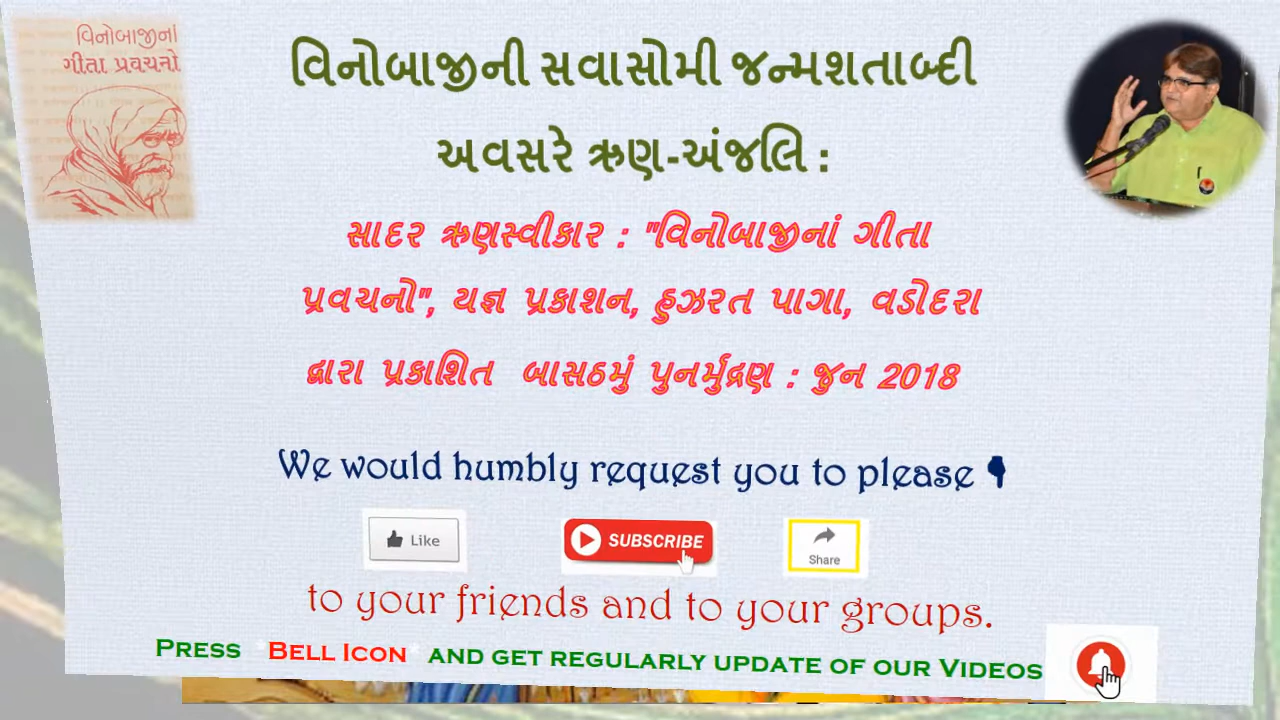 વિનોબાજીનાં
ગીતા પ્રવચનો
વિનોબાજીની સવાસોમી જન્મશતાબ્દી
અવસરે ઋણ-અંજલિ :
સાદર ઋણસ્વીકાર : "વિનોબાજીનાં ગીતા
પ્રવચનો", યજ્ઞ પ્રકાશન, હુઝરત પાગા, વડોદરા
દ્વારા પ્રકાશિત બાસઠમું પુનર્મુદ્રણ : જુન 2018
We would humbly request you to please 👇
Like SUBSCRIBE Share
to your friends and to your groups.
PRESS BELL ICON AND GET REGULARLY UPDATE OF OUR VIDEOS